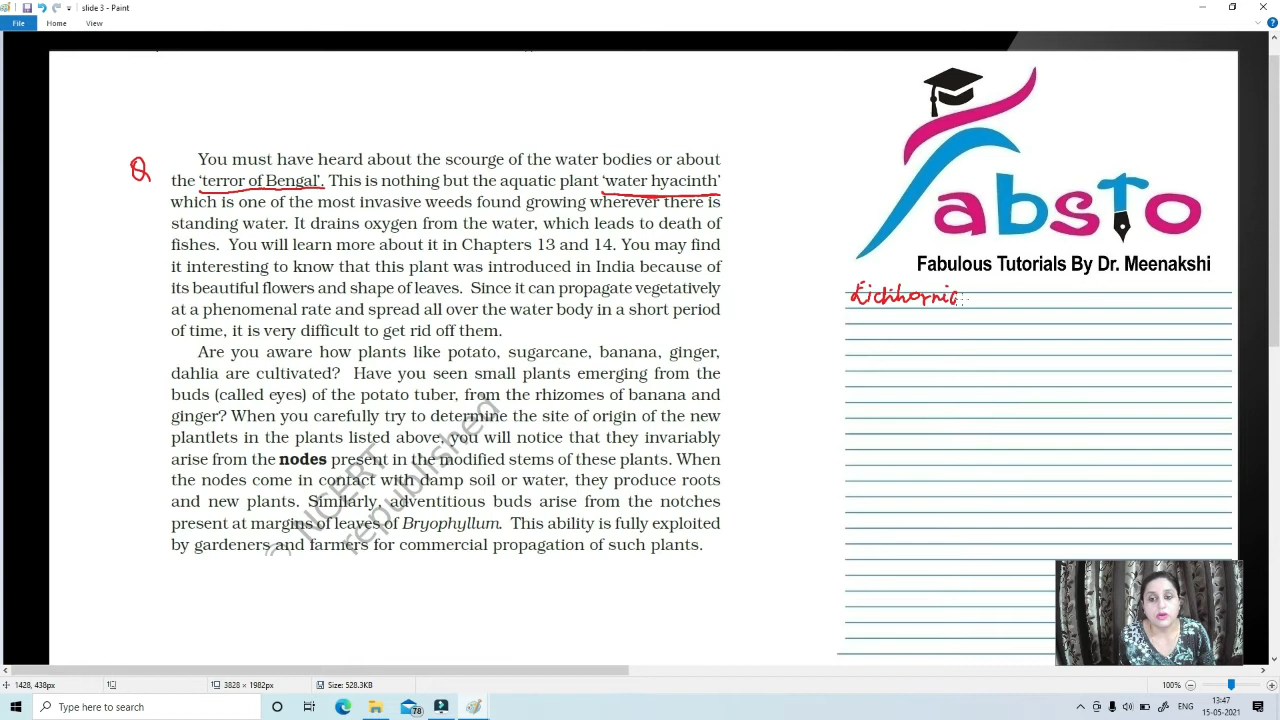 slide 3 - Paint
File Home View
You must have heard about the scourge of the water bodies or about
Q the ‘terror of Bengal’. This is nothing but the aquatic plant ‘water hyacinth’
which is one of the most invasive weeds found growing wherever there is
standing water. It drains oxygen from the water, which leads to death of
fishes. You will learn more about it in Chapters 13 and 14. You may find
it interesting to know that this plant was introduced in India because of
its beautiful flowers and shape of leaves. Since it can propagate vegetatively
at a phenomenal rate and spread all over the water body in a short period
of time, it is very difficult to get rid off them.
Are you aware how plants like potato, sugarcane, banana, ginger,
dahlia are cultivated? Have you seen small plants emerging from the
buds (called eyes) of the potato tuber, from the rhizomes of banana and
ginger? When you carefully try to determine the site of origin of the new
plantlets in the plants listed above, you will notice that they invariably
arise from the nodes present in the modified stems of these plants. When
the nodes come in contact with damp soil or water, they produce roots
and new plants. Similarly, adventitious buds arise from the notches
present at margins of leaves of Bryophyllum. This ability is fully exploited
by gardeners and farmers for commercial propagation of such plants.
© NCERT
republished
FabsTo
Fabulous Tutorials By Dr. Meenakshi
Eichhornia
1428, 438px 3828 × 1982px Size: 528.3KB 100%
Type here to search 78 ENG 13:47
15-05-2021